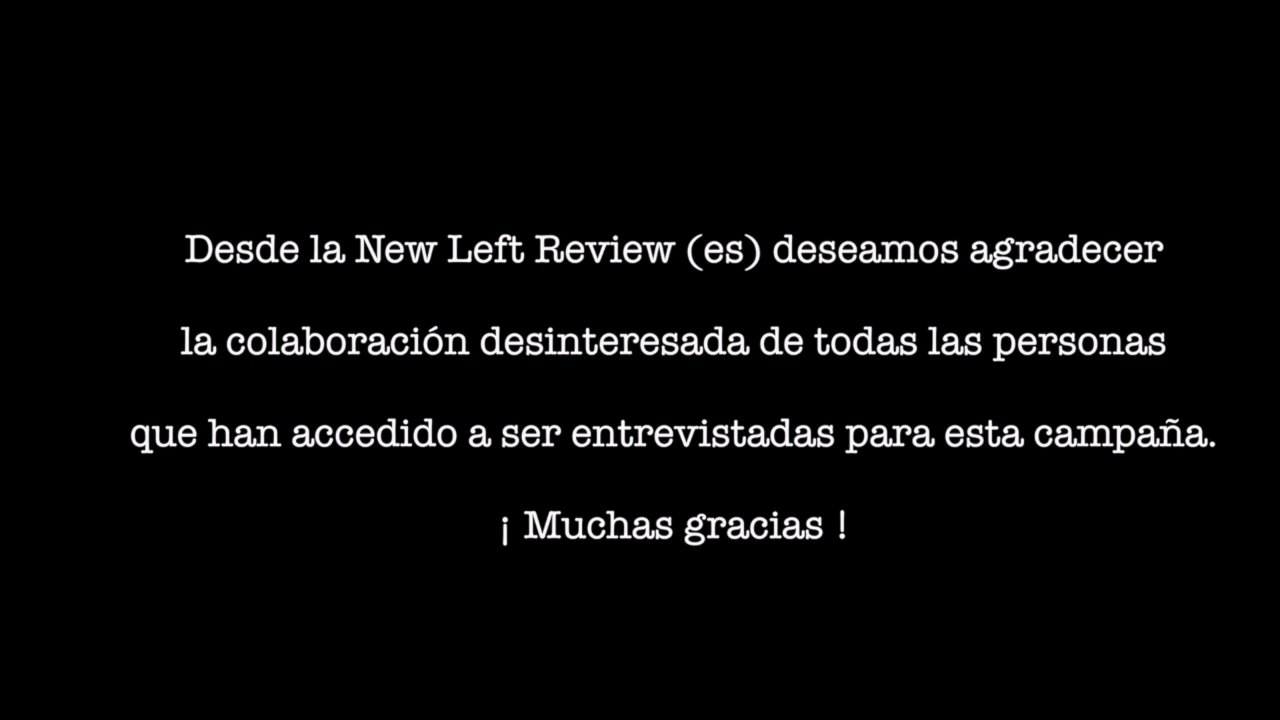 Desde la New Left Review (es) deseamos agradecer
la colaboración desinteresada de todas las personas
que han accedido a ser entrevistadas para esta campaña.
¡ Muchas gracias !